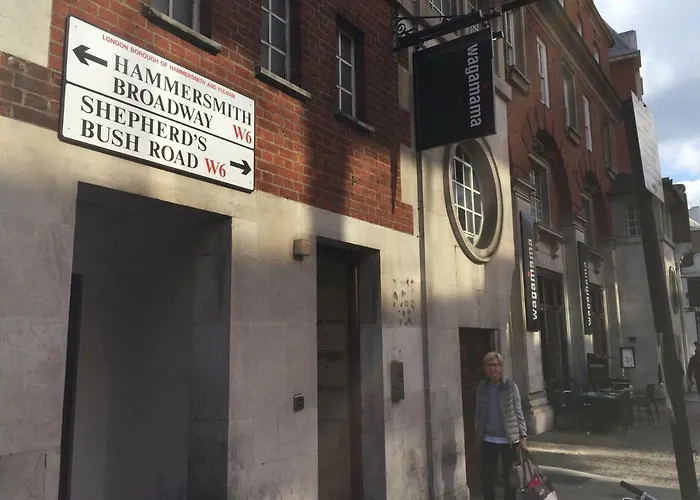 LONDON BOROUGH OF HAMMERSMITH AND FULHAM
HAMMERSMITH
BROADWAY W6
SHEPHERD'S
BUSH ROAD W6
wagamama
wagamama
wagamama